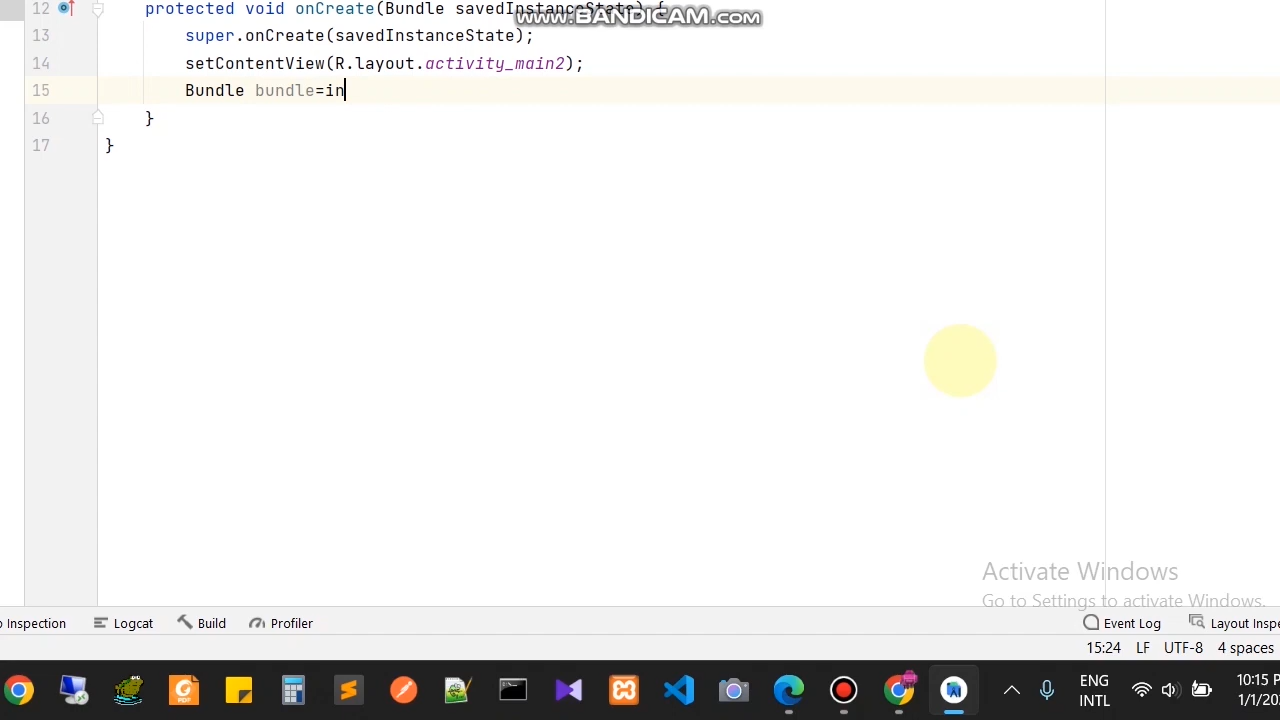 WWW.BANDICAM.COM
12 protected void onCreate(Bundle savedInstanceState) {
13 super.onCreate(savedInstanceState);
14 setContentView(R.layout.activity_main2);
15 Bundle bundle=in
16 }
17 }
Activate Windows
Go to Settings to activate Windows.
Inspection Logcat Build Profiler Event Log Layout Inspe
15:24 LF UTF-8 4 spaces
ENG 10:15 P
INTL 1/1/20